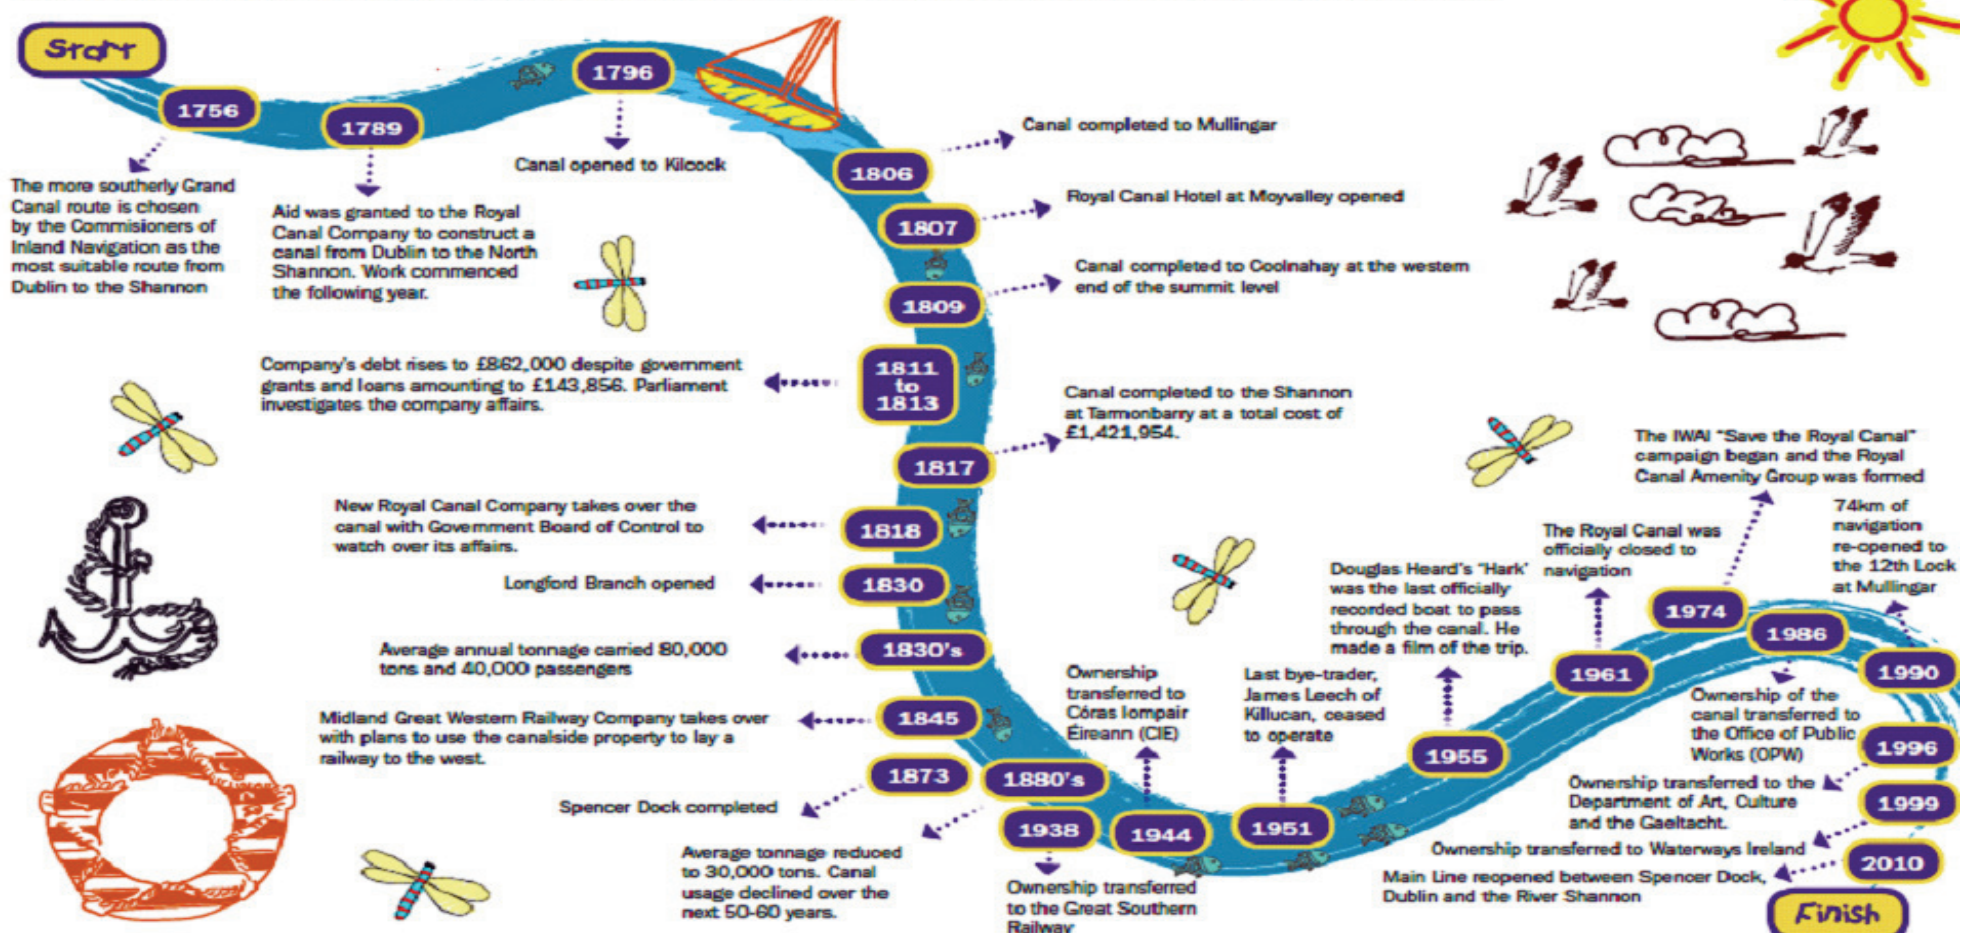 Start
1756
The more southerly Grand
Canal route is chosen
by the Commisioners of
Inland Navigation as the
most suitable route from
Dublin to the Shannon
1789
Aid was granted to the Royal
Canal Company to construct a
canal from Dublin to the North
Shannon. Work commenced
the following year.
1796
Canal opened to Kilcock
1806
Canal completed to Mullingar
1807
Royal Canal Hotel at Moyvalley opened
1809
Canal completed to Coolnahay at the western
end of the summit level
1811
to
1813
Company's debt rises to £862,000 despite government
grants and loans amounting to £143,856. Parliament
investigates the company affairs.
1817
Canal completed to the Shannon
at Tarmonbarry at a total cost of
£1,421,954.
1818
New Royal Canal Company takes over the
canal with Government Board of Control to
watch over its affairs.
1830
Longford Branch opened
1830's
Average annual tonnage carried 80,000
tons and 40,000 passengers
1845
Midland Great Western Railway Company takes over
with plans to use the canalside property to lay a
railway to the west.
1873
Spencer Dock completed
1880's
Average tonnage reduced
to 30,000 tons. Canal
usage declined over the
next 50-60 years.
1938
Ownership transferred
to the Great Southern
Railway
1944
Ownership
transferred to
Córas Iompair
Éireann (CIE)
1951
Last bye-trader,
James Leech of
Killucan, ceased
to operate
1955
Douglas Heard's "Hark'
was the last officially
recorded boat to pass
through the canal. He
made a film of the trip.
1961
The Royal Canal was
officially closed to
navigation
1974
The IWAI "Save the Royal Canal"
campaign began and the Royal
Canal Amenity Group was formed
1986
Ownership of the
canal transferred to
the Office of Public
Works (OPW)
1990
74km of
navigation
re-opened to
the 12th Lock
at Mullingar
1996
Ownership transferred to the
Department of Art, Culture
and the Gaeltacht.
1999
Ownership transferred to Waterways Ireland
2010
Main Line reopened between Spencer Dock,
Dublin and the River Shannon
Finish